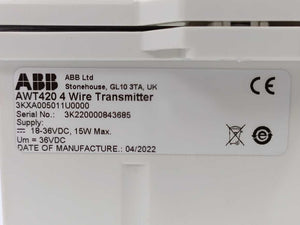 ABB
ABB Ltd
Stonehouse, GL10 3TA, UK
AWT420 4 Wire Transmitter
3KXA005011U0000
Serial No.: 3K220000843685
Supply:
18-36VDC, 15W Max.
Um = 36VDC
DATE OF MANUFACTURE.: 04/2022
CE